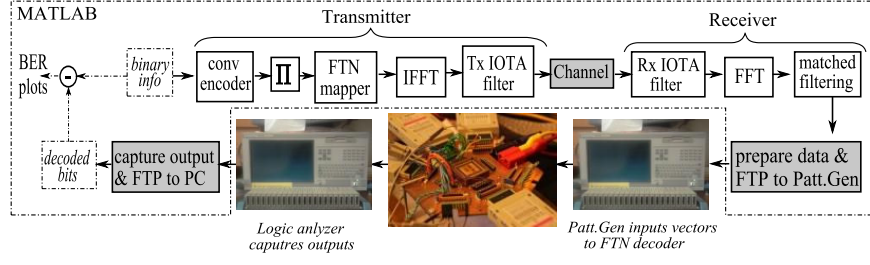 MATLAB
Transmitter
Receiver
BER
plots
-
binary
info
conv
encoder
Π
FTN
mapper
IFFT
Tx IOTA
filter
Channel
Rx IOTA
filter
FFT
matched
filtering
decoded
bits
capture output
& FTP to PC
prepare data &
FTP to Patt.Gen
Logic anlyzer
caputres outputs
Patt.Gen inputs vectors
to FTN decoder